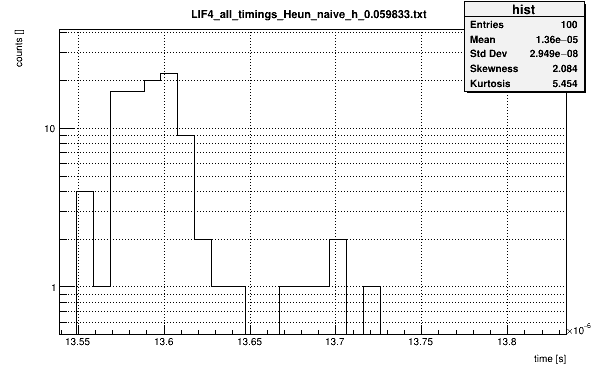 LIF4_all_timings_Heun_naive_h_0.059833.txt
hist
Entries 100
Mean 1.36e−05
Std Dev 2.949e−08
Skewness 2.084
Kurtosis 5.454
counts []
10
1
13.55 13.6 13.65 13.7 13.75 13.8
×10⁻⁶
time [s]